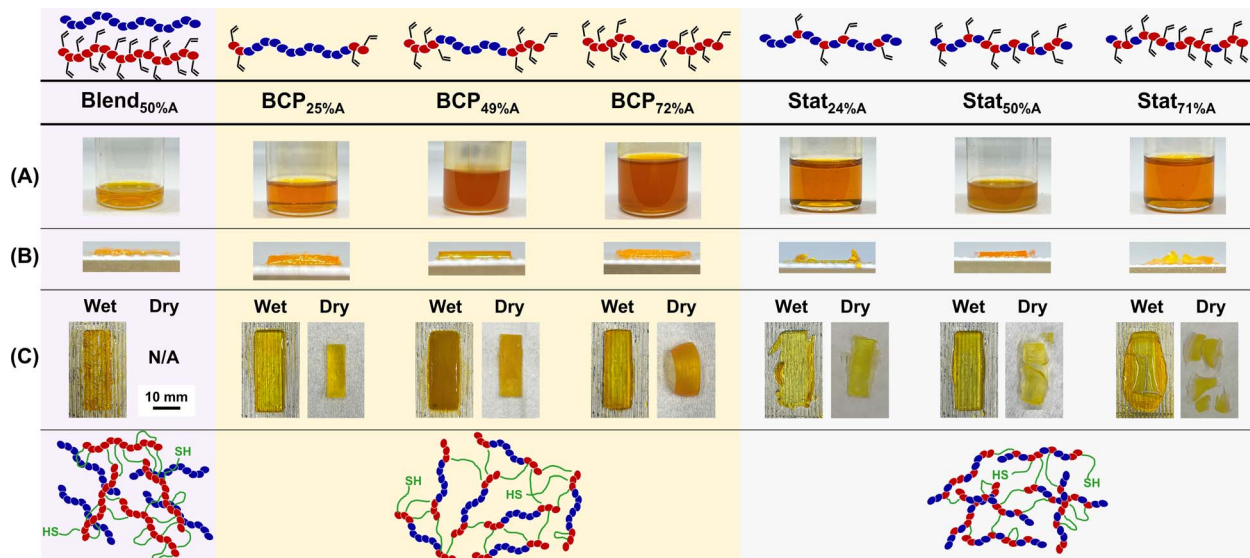 Blend50%A BCP25%A BCP49%A BCP72%A Stat24%A Stat50%A Stat71%A
(A)
(B)
Wet Dry Wet Dry Wet Dry Wet Dry Wet Dry Wet Dry Wet Dry
(C) N/A
10 mm
SH
HS
SH
HS
HS
SH